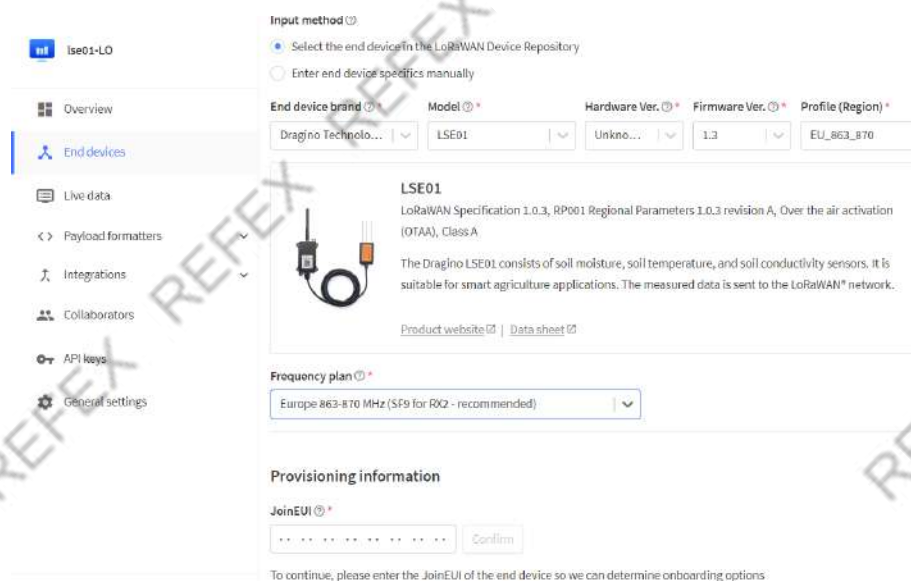 Input method
Select the end device in the LoRaWAN Device Repository
Enter end device specifics manually
lse01-LO
Overview
End devices
Live data
Payload formatters
Integrations
Collaborators
API keys
General settings
End device brand * Model * Hardware Ver. * Firmware Ver. * Profile (Region) *
Dragino Technolo... LSE01 Unkno... 1.3 EU_863_870
LSE01
LoRaWAN Specification 1.0.3, RP001 Regional Parameters 1.0.3 revision A, Over the air activation
(OTAA), Class A
The Dragino LSE01 consists of soil moisture, soil temperature, and soil conductivity sensors. It is
suitable for smart agriculture applications. The measured data is sent to the LoRaWAN® network.
Product website | Data sheet
Frequency plan *
Europe 863-870 MHz (SF9 for RX2 - recommended)
Provisioning information
JoinEUI *
.. .. .. .. .. .. .. .. Confirm
To continue, please enter the JoinEUI of the end device so we can determine onboarding options
REFEX
REFEX
REFEX
REFEX
REFEX